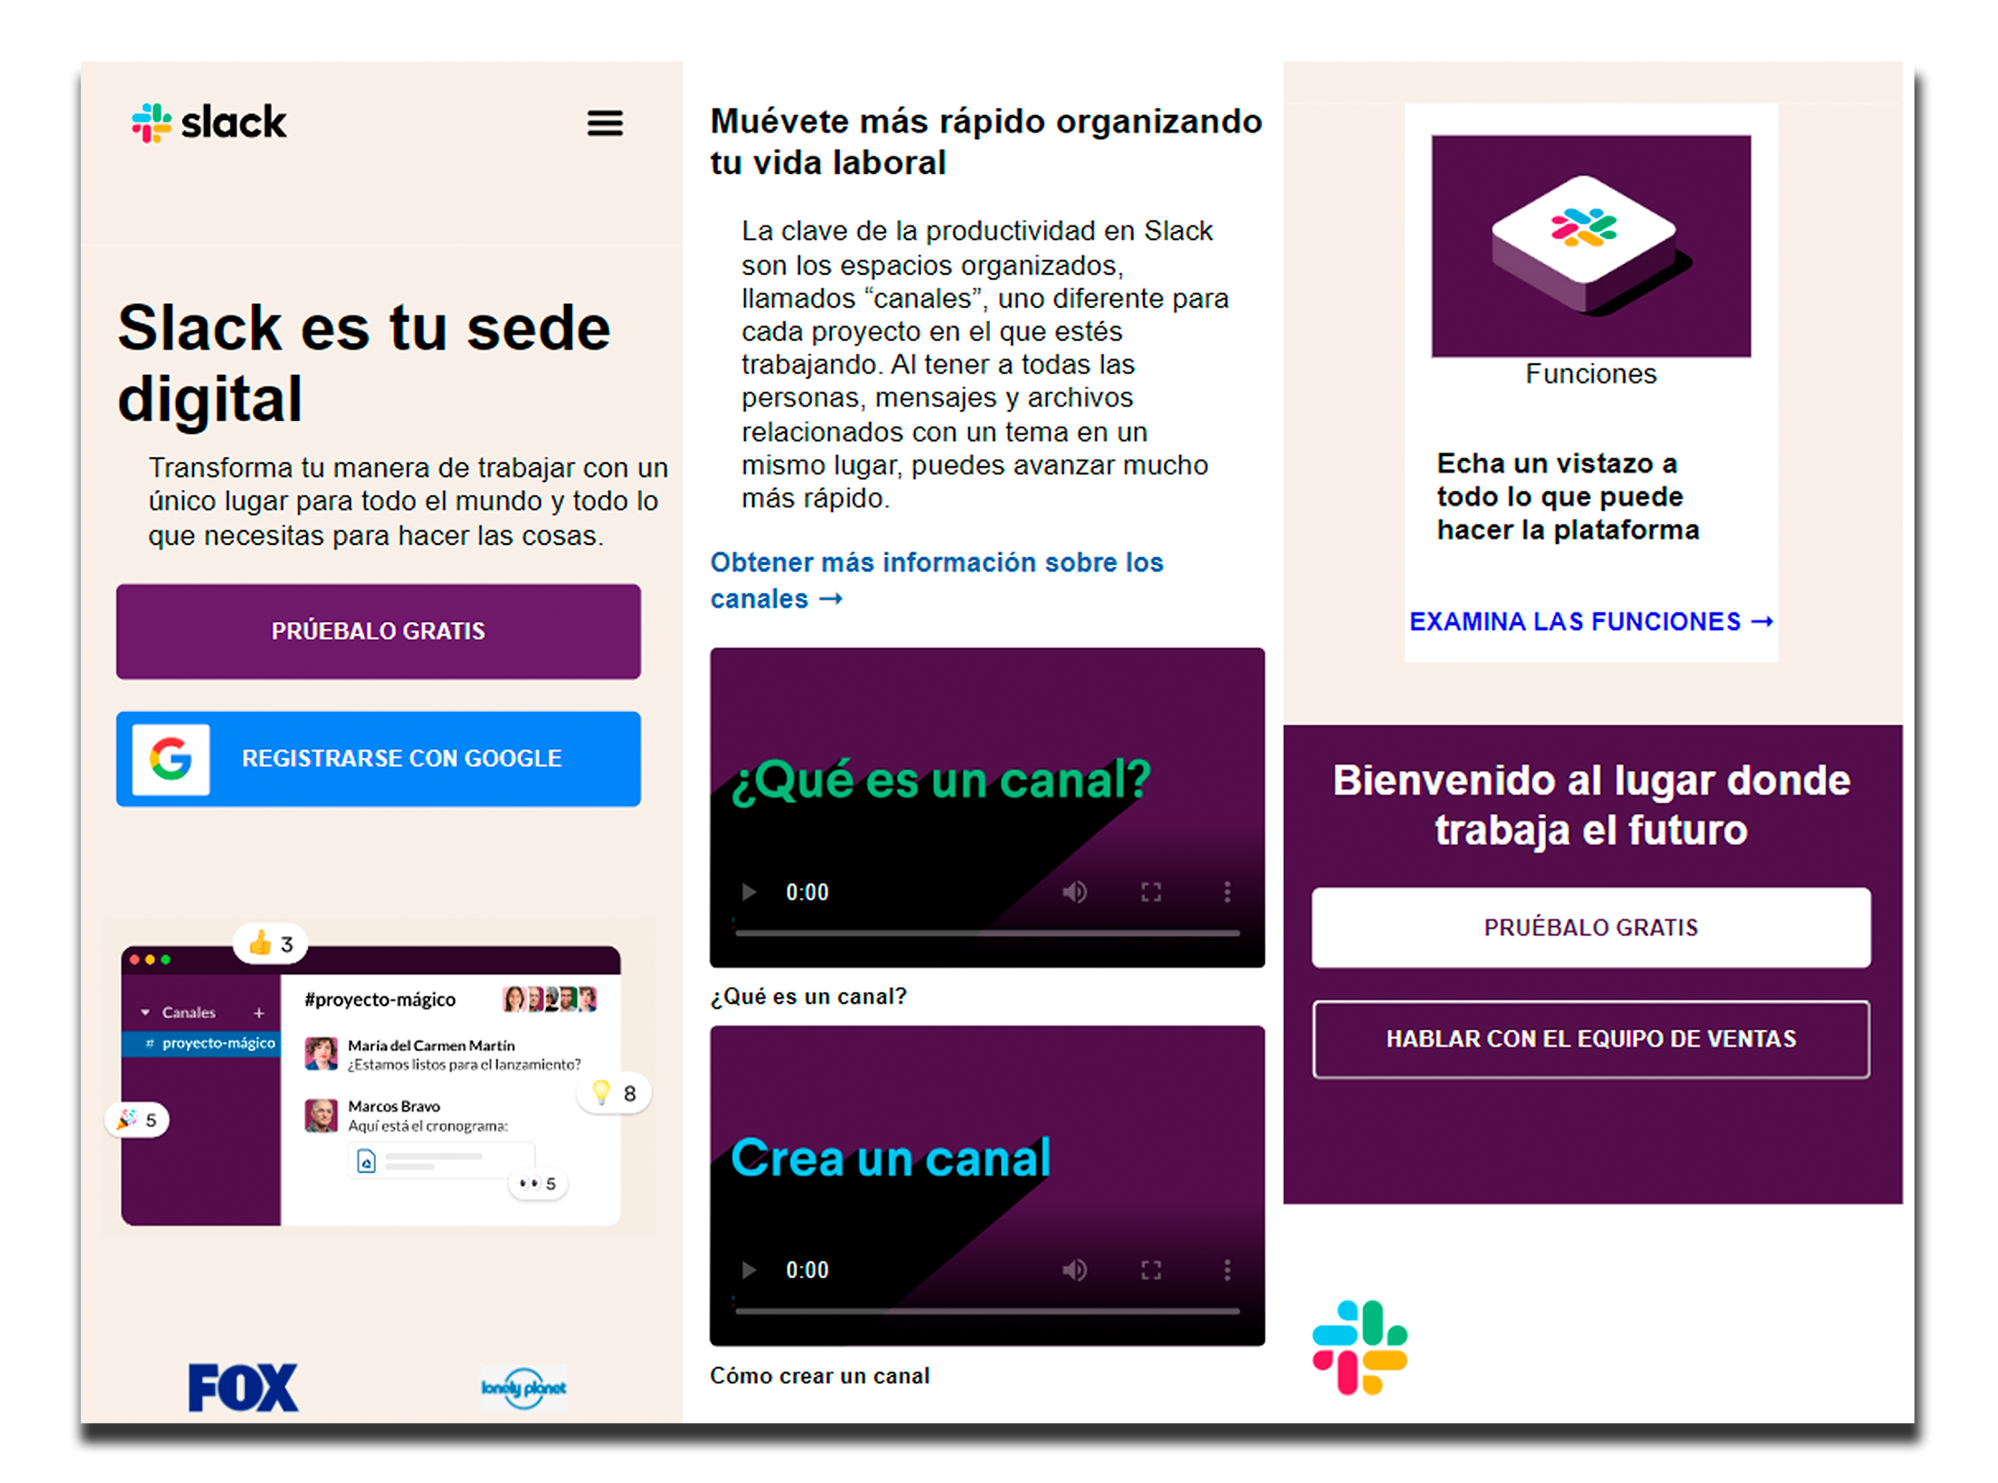 slack
Slack es tu sede
digital
Transforma tu manera de trabajar con un
único lugar para todo el mundo y todo lo
que necesitas para hacer las cosas.
PRÚEBALO GRATIS
REGISTRARSE CON GOOGLE
3
Canales +
# proyecto-mágico
5
#proyecto-mágico
María del Carmen Martín
¿Estamos listos para el lanzamiento?
8
Marcos Bravo
Aquí está el cronograma:
5
FOX
lonely planet
Muévete más rápido organizando
tu vida laboral
La clave de la productividad en Slack
son los espacios organizados,
llamados “canales”, uno diferente para
cada proyecto en el que estés
trabajando. Al tener a todas las
personas, mensajes y archivos
relacionados con un tema en un
mismo lugar, puedes avanzar mucho
más rápido.
Obtener más información sobre los
canales →
¿Qué es un canal?
0:00
¿Qué es un canal?
Crea un canal
0:00
Cómo crear un canal
Funciones
Echa un vistazo a
todo lo que puede
hacer la plataforma
EXAMINA LAS FUNCIONES →
Bienvenido al lugar donde
trabaja el futuro
PRUÉBALO GRATIS
HABLAR CON EL EQUIPO DE VENTAS